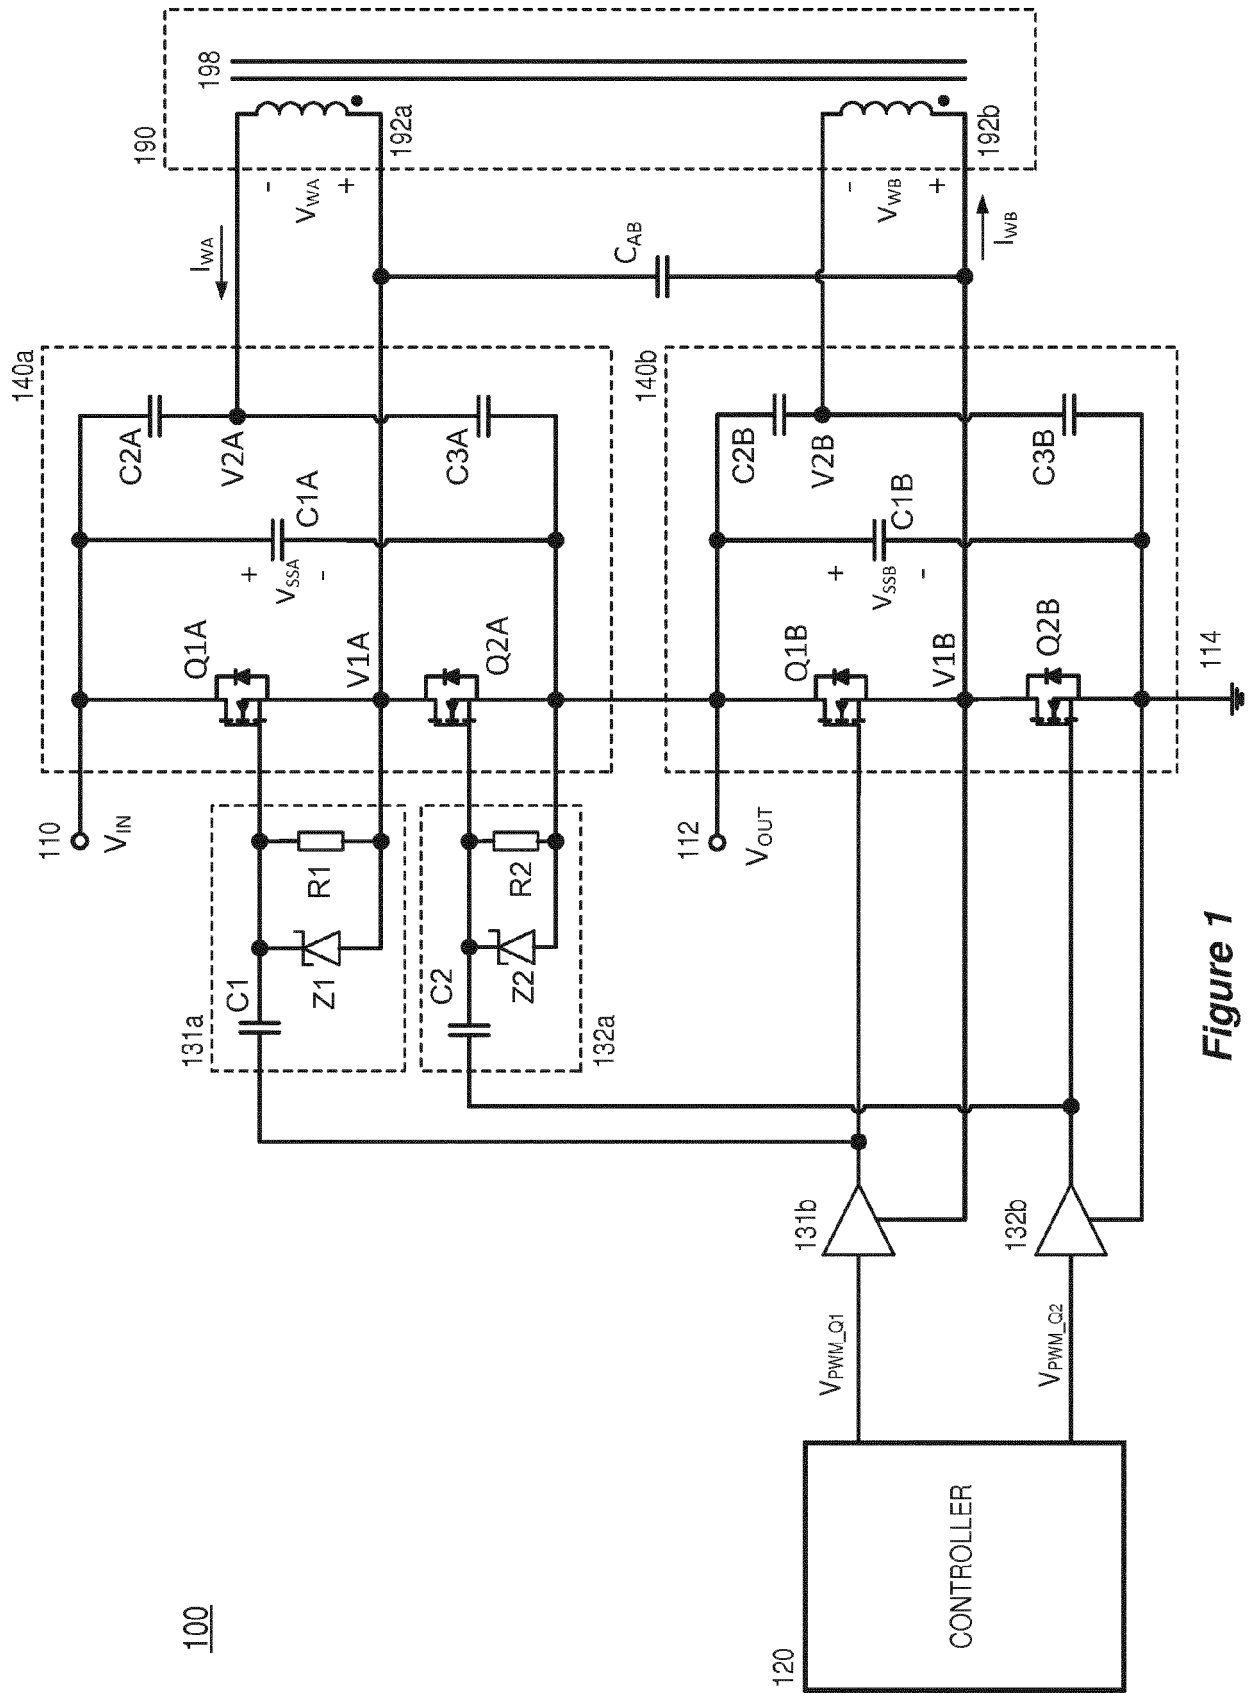 100
120
CONTROLLER
V_PWM_Q1
V_PWM_Q2
131b
132b
131a
C1
Z1
R1
132a
C2
Z2
R2
110
V_IN
112
V_OUT
140a
Q1A
V1A
Q2A
+
V_SSA
-
C1A
C2A
V2A
C3A
140b
Q1B
V1B
Q2B
114
+
V_SSB
-
C1B
C2B
V2B
C3B
I_WA
C_AB
I_WB
-
V_WA
+
-
V_WB
+
190
198
192a
192b
Figure 1